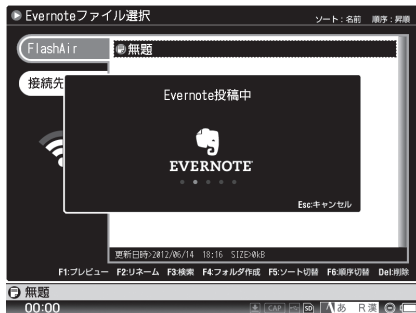 Evernoteファイル選択
ソート:名前 順序:昇順
FlashAir
無題
接続先
Evernote投稿中
EVERNOTE
Esc:キャンセル
更新日時>2012/06/14 18:16 SIZE>0kB
F1:プレビュー F2:リネーム F3:検索 F4:フォルダ作成 F5:ソート切替 F6:順序切替 Del:削除
無題
00:00 CAP SD あ R漢